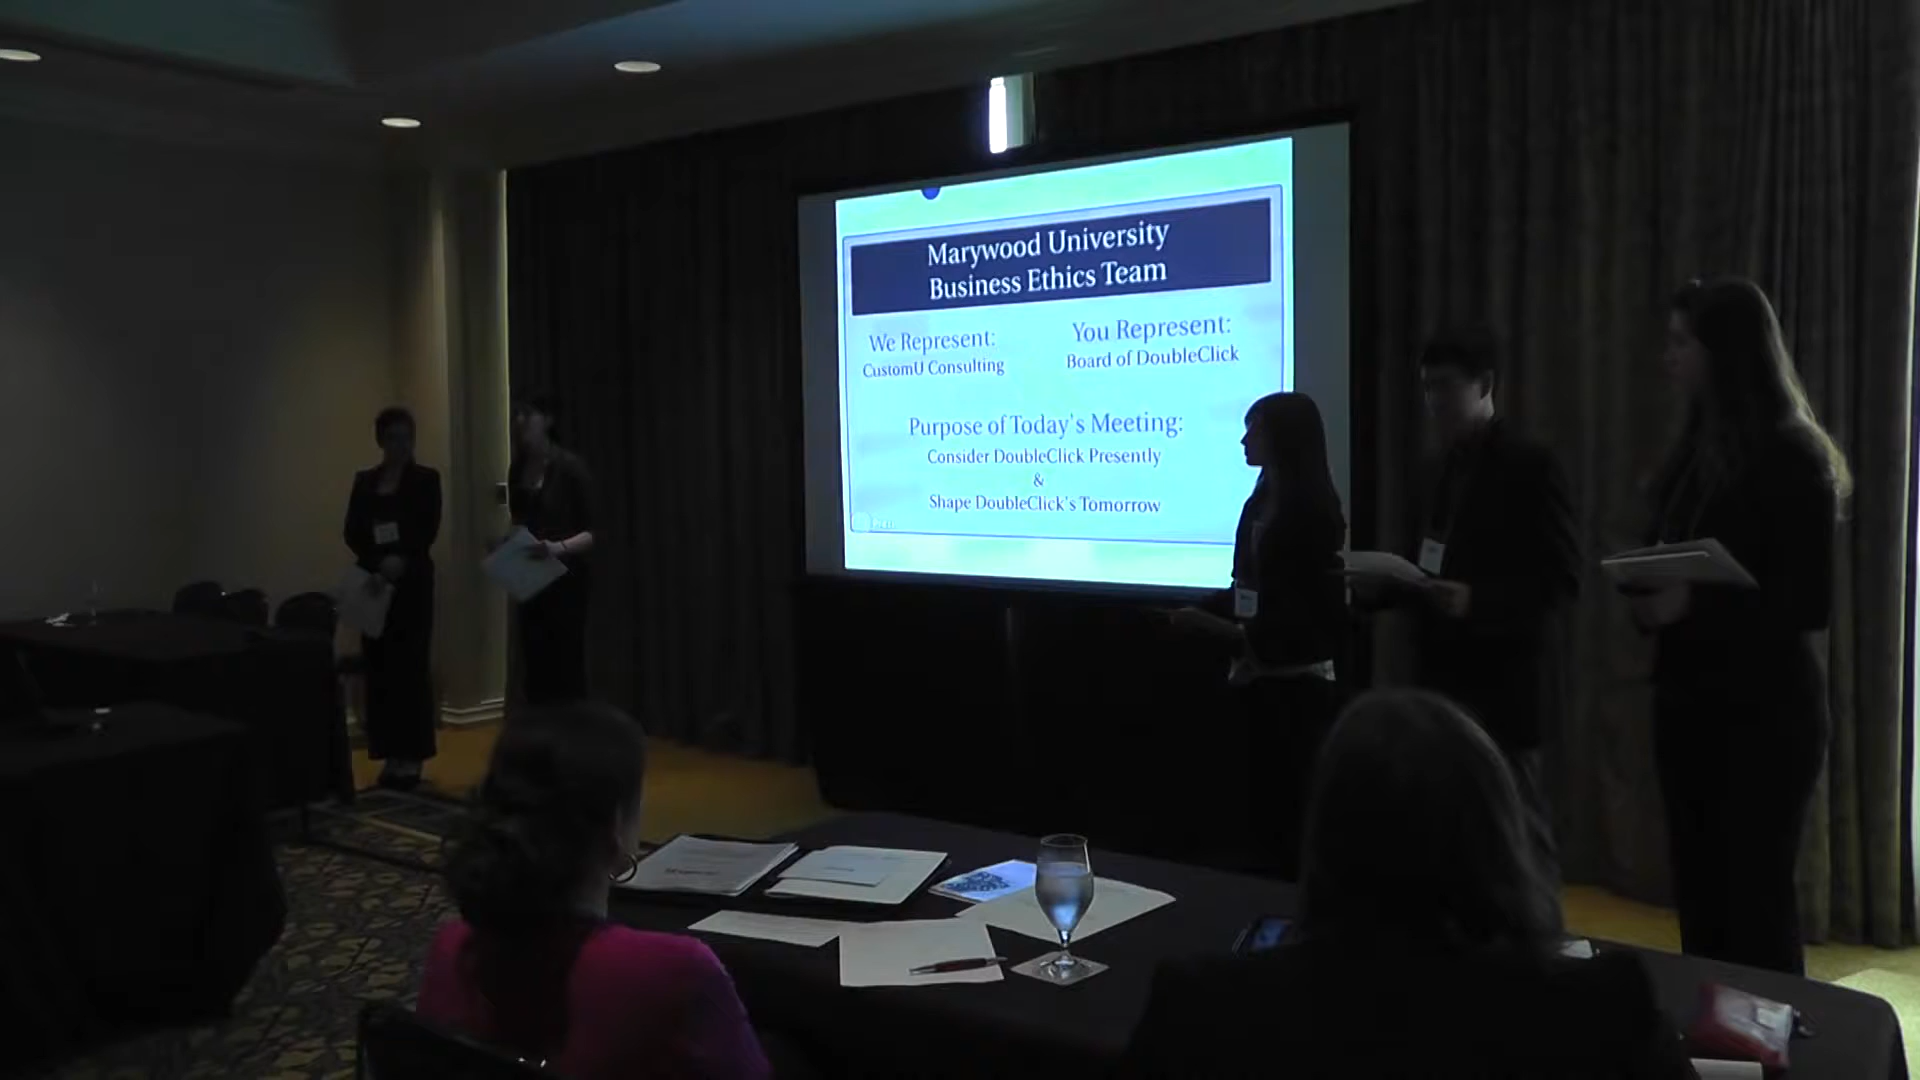 Marywood University
Business Ethics Team
We Represent:
CustomU Consulting
You Represent:
Board of DoubleClick
Purpose of Today's Meeting:
Consider DoubleClick Presently
&
Shape DoubleClick's Tomorrow